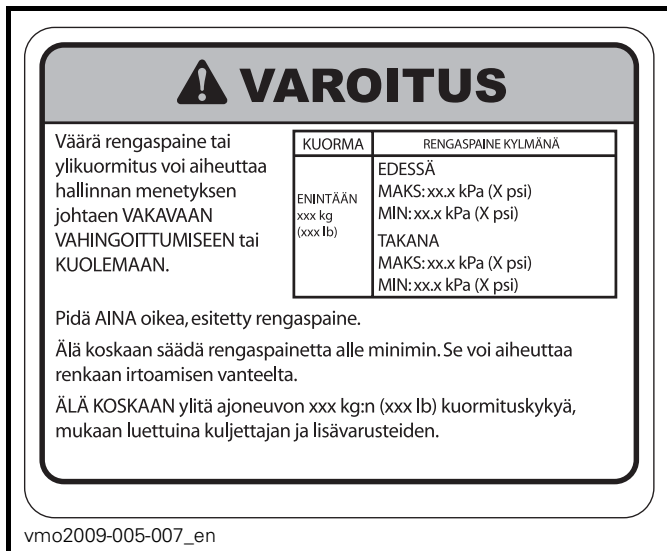 VAROITUS
Väärä rengaspaine tai
ylikuormitus voi aiheuttaa
hallinnan menetyksen
johtaen VAKAVAAN
VAHINGOITTUMISEEN tai
KUOLEMAAN.
KUORMA RENGASPAINE KYLMÄNÄ
ENINTÄÄN
xxx kg
(xxx lb)
EDESSÄ
MAKS: xx.x kPa (X psi)
MIN: xx.x kPa (X psi)
TAKANA
MAKS: xx.x kPa (X psi)
MIN: xx.x kPa (X psi)
Pidä AINA oikea, esitetty rengaspaine.
Älä koskaan säädä rengaspainetta alle minimin. Se voi aiheuttaa
renkaan irtoamisen vanteelta.
ÄLÄ KOSKAAN ylitä ajoneuvon xxx kg:n (xxx lb) kuormituskykyä,
mukaan luettuina kuljettajan ja lisävarusteiden.
vmo2009-005-007_en